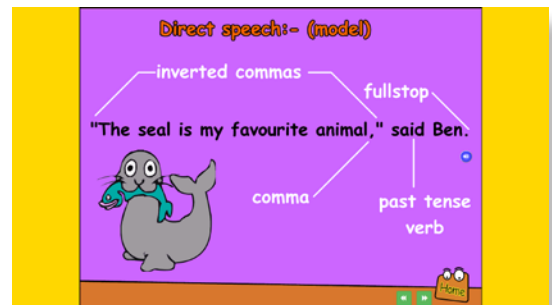 Direct speech:- (model)
inverted commas
fullstop
"The seal is my favourite animal," said Ben.
comma
past tense
verb
Home